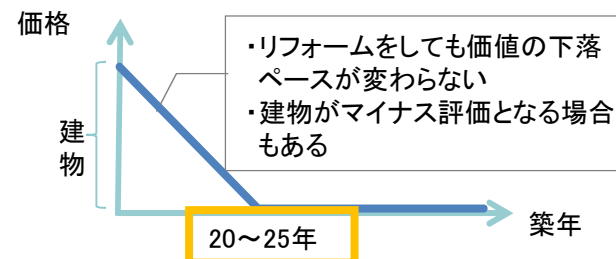 価格
・リフォームをしても価値の下落
ペースが変わらない
・建物がマイナス評価となる場合
もある
建
物
20～25年
築年